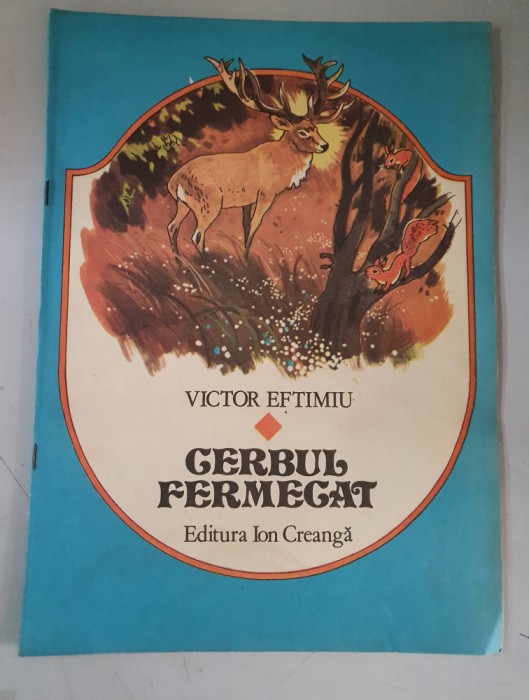 VICTOR EFTIMIU
CERBUL
FERMECAT
Editura Ion Creangă